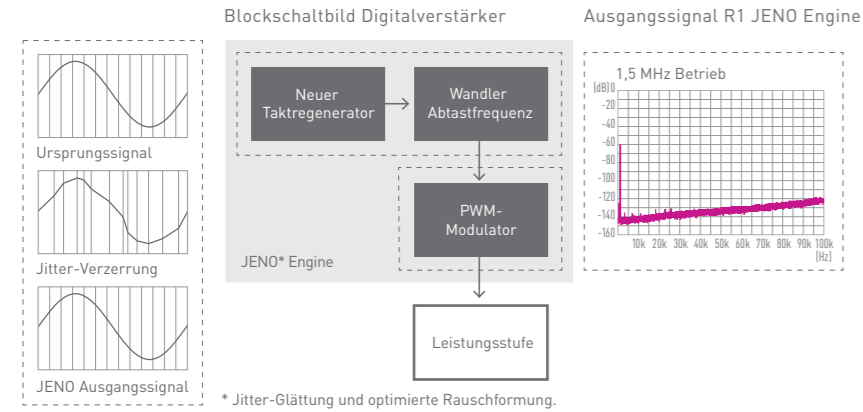 Blockschaltbild Digitalverstärker
Ausgangssignal R1 JENO Engine
Ursprungssignal
Jitter-Verzerrung
JENO Ausgangssignal
Neuer
Taktregenerator
Wandler
Abtastfrequenz
PWM-
Modulator
JENO* Engine
Leistungsstufe
* Jitter-Glättung und optimierte Rauschformung.
1,5 MHz Betrieb
[dB] 0
-20
-40
-60
-80
-100
-120
-140
-160
10k 20k 30k 40k 50k 60k 70k 80k 90k 100k
[Hz]